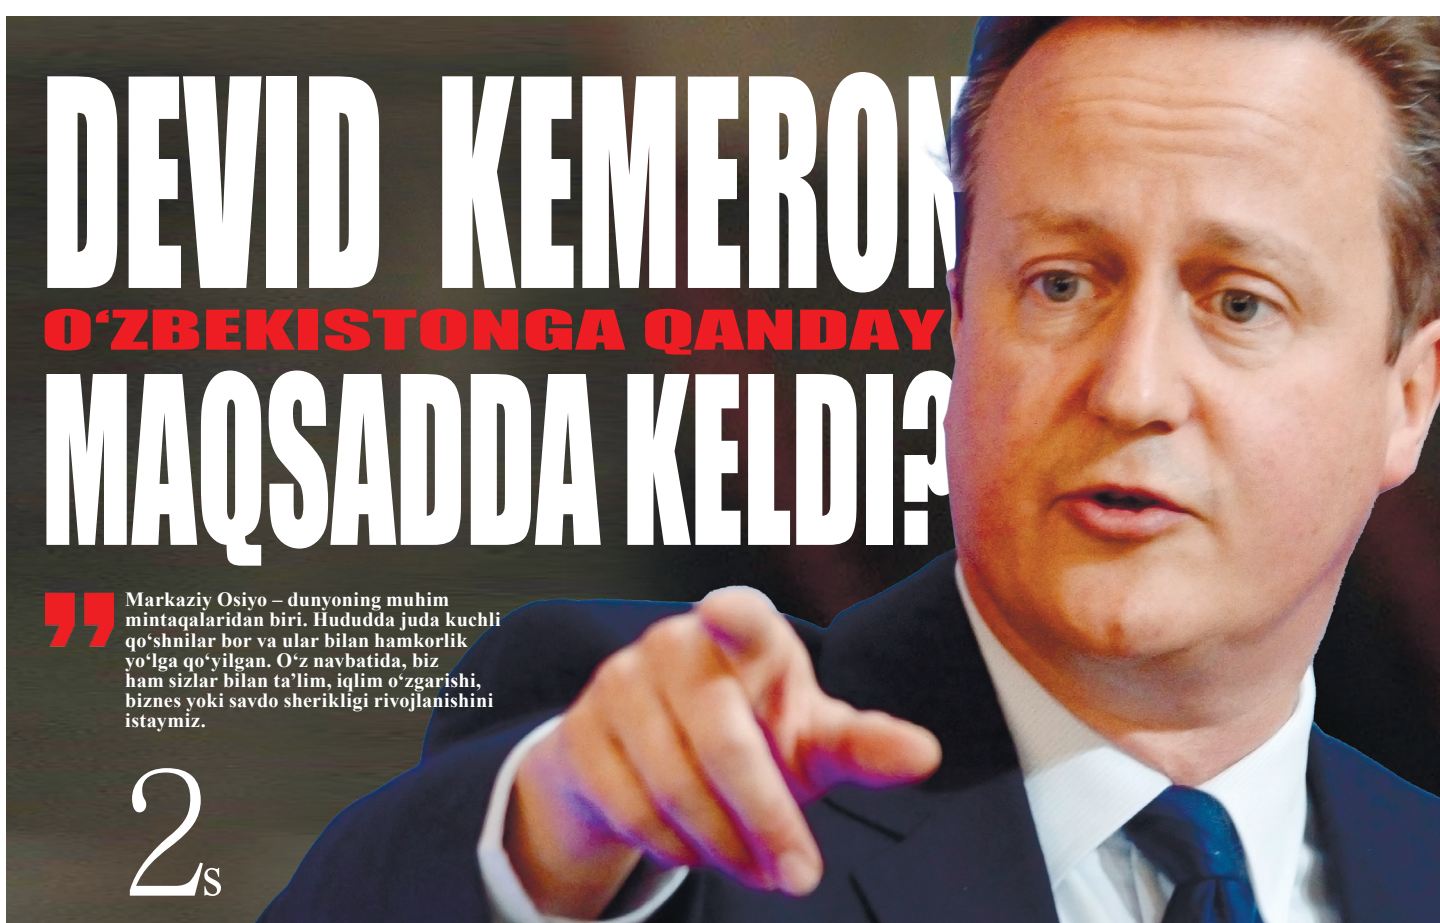 DEVID KEMERON
O‘ZBEKISTONGA QANDAY
MAQSADDA KELDI?
”
Markaziy Osiyo – dunyoning muhim
mintaqalaridan biri. Hududda juda kuchli
qo‘shnilar bor va ular bilan hamkorlik
yo‘lga qo‘yilgan. O‘z navbatida, biz
ham sizlar bilan ta’lim, iqlim o‘zgarishi,
biznes yoki savdo sherikligi rivojlanishini
istaymiz.
2s